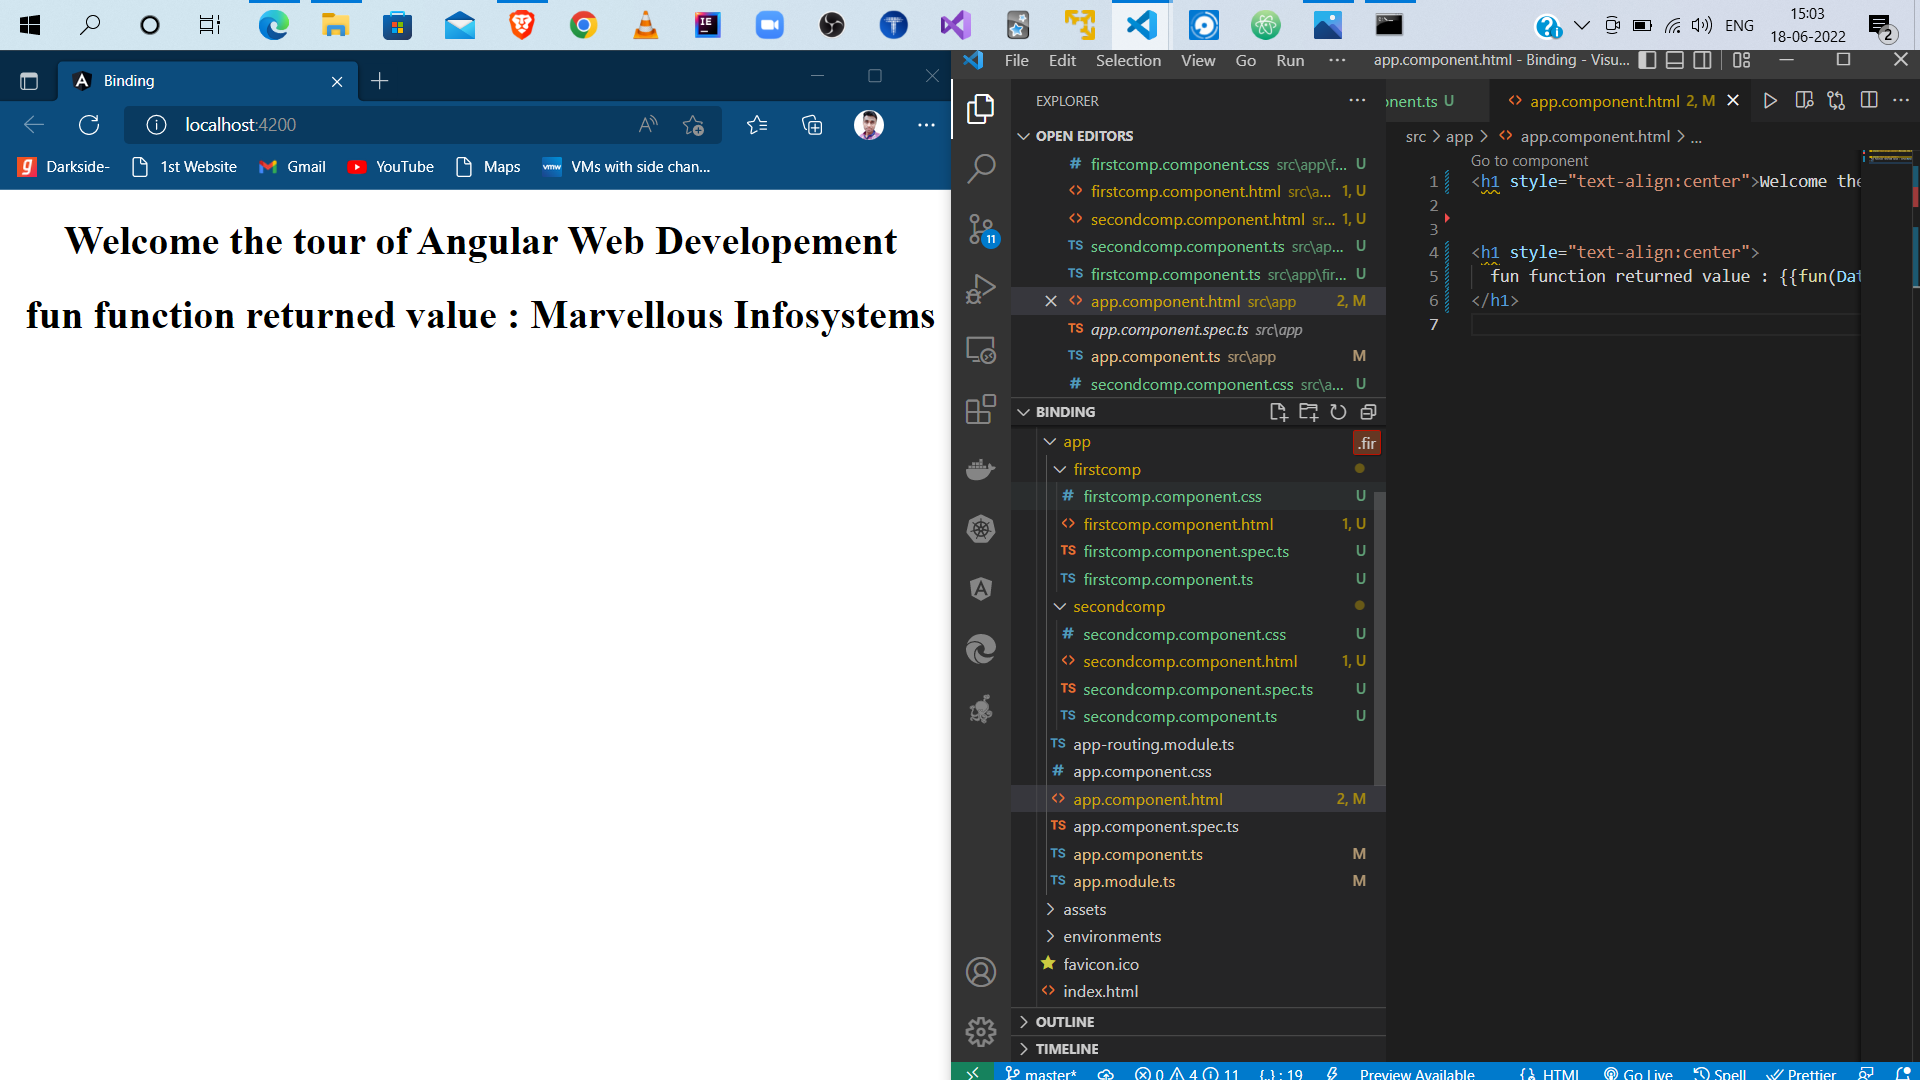 ENG
15:03
18-06-2022
2
Binding
localhost:4200
Darkside-
1st Website
Gmail
YouTube
Maps
VMs with side chan...
Welcome the tour of Angular Web Developement
fun function returned value : Marvellous Infosystems
File Edit Selection View Go Run ···
app.component.html - Binding - Visu...
EXPLORER
OPEN EDITORS
# firstcomp.component.css src\app\f... U
<> firstcomp.component.html src\a... 1, U
<> secondcomp.component.html sr... 1, U
TS secondcomp.component.ts src\ap... U
TS firstcomp.component.ts src\app\fir... U
<> app.component.html src\app 2, M
TS app.component.spec.ts src\app
TS app.component.ts src\app M
# secondcomp.component.css src\a... U
BINDING
app .fir
firstcomp
# firstcomp.component.css U
<> firstcomp.component.html 1, U
TS firstcomp.component.spec.ts U
TS firstcomp.component.ts U
secondcomp
# secondcomp.component.css U
<> secondcomp.component.html 1, U
TS secondcomp.component.spec.ts U
TS secondcomp.component.ts U
TS app-routing.module.ts
# app.component.css
<> app.component.html 2, M
TS app.component.spec.ts
TS app.component.ts M
TS app.module.ts M
assets
environments
favicon.ico
<> index.html
OUTLINE
TIMELINE
11
onent.ts U
<> app.component.html 2, M
src > app > <> app.component.html > ...
Go to component
1 <h1 style="text-align:center">Welcome the
2
3
4 <h1 style="text-align:center">
5 fun function returned value : {{fun(Dat
6 </h1>
7
master* 0 4 11 {..} : 19 Preview Available HTML Go Live Spell Prettier